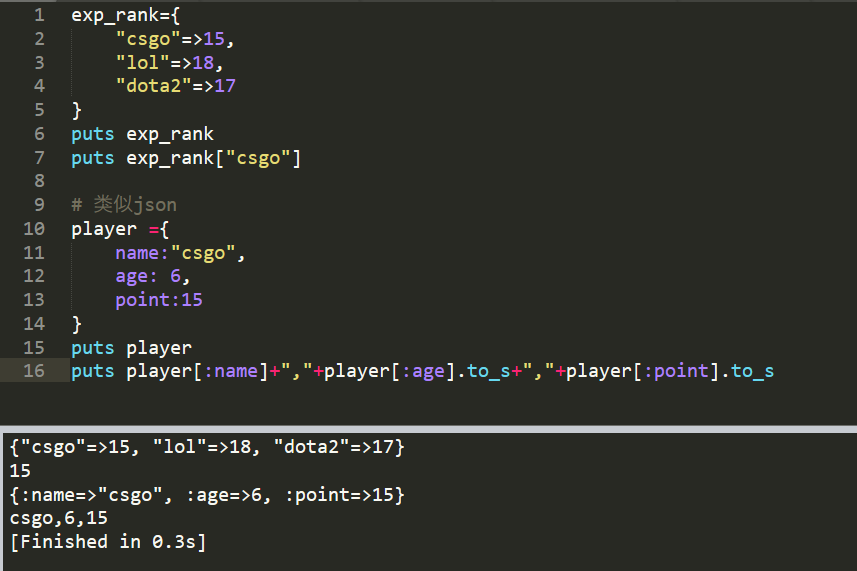 1 exp_rank={
2     "csgo"=>15,
3     "lol"=>18,
4     "dota2"=>17
5 }
6 puts exp_rank
7 puts exp_rank["csgo"]
8
9 # 类似json
10 player ={
11     name:"csgo",
12     age: 6,
13     point:15
14 }
15 puts player
16 puts player[:name]+","+player[:age].to_s+","+player[:point].to_s
{"csgo"=>15, "lol"=>18, "dota2"=>17}
15
{:name=>"csgo", :age=>6, :point=>15}
csgo,6,15
[Finished in 0.3s]